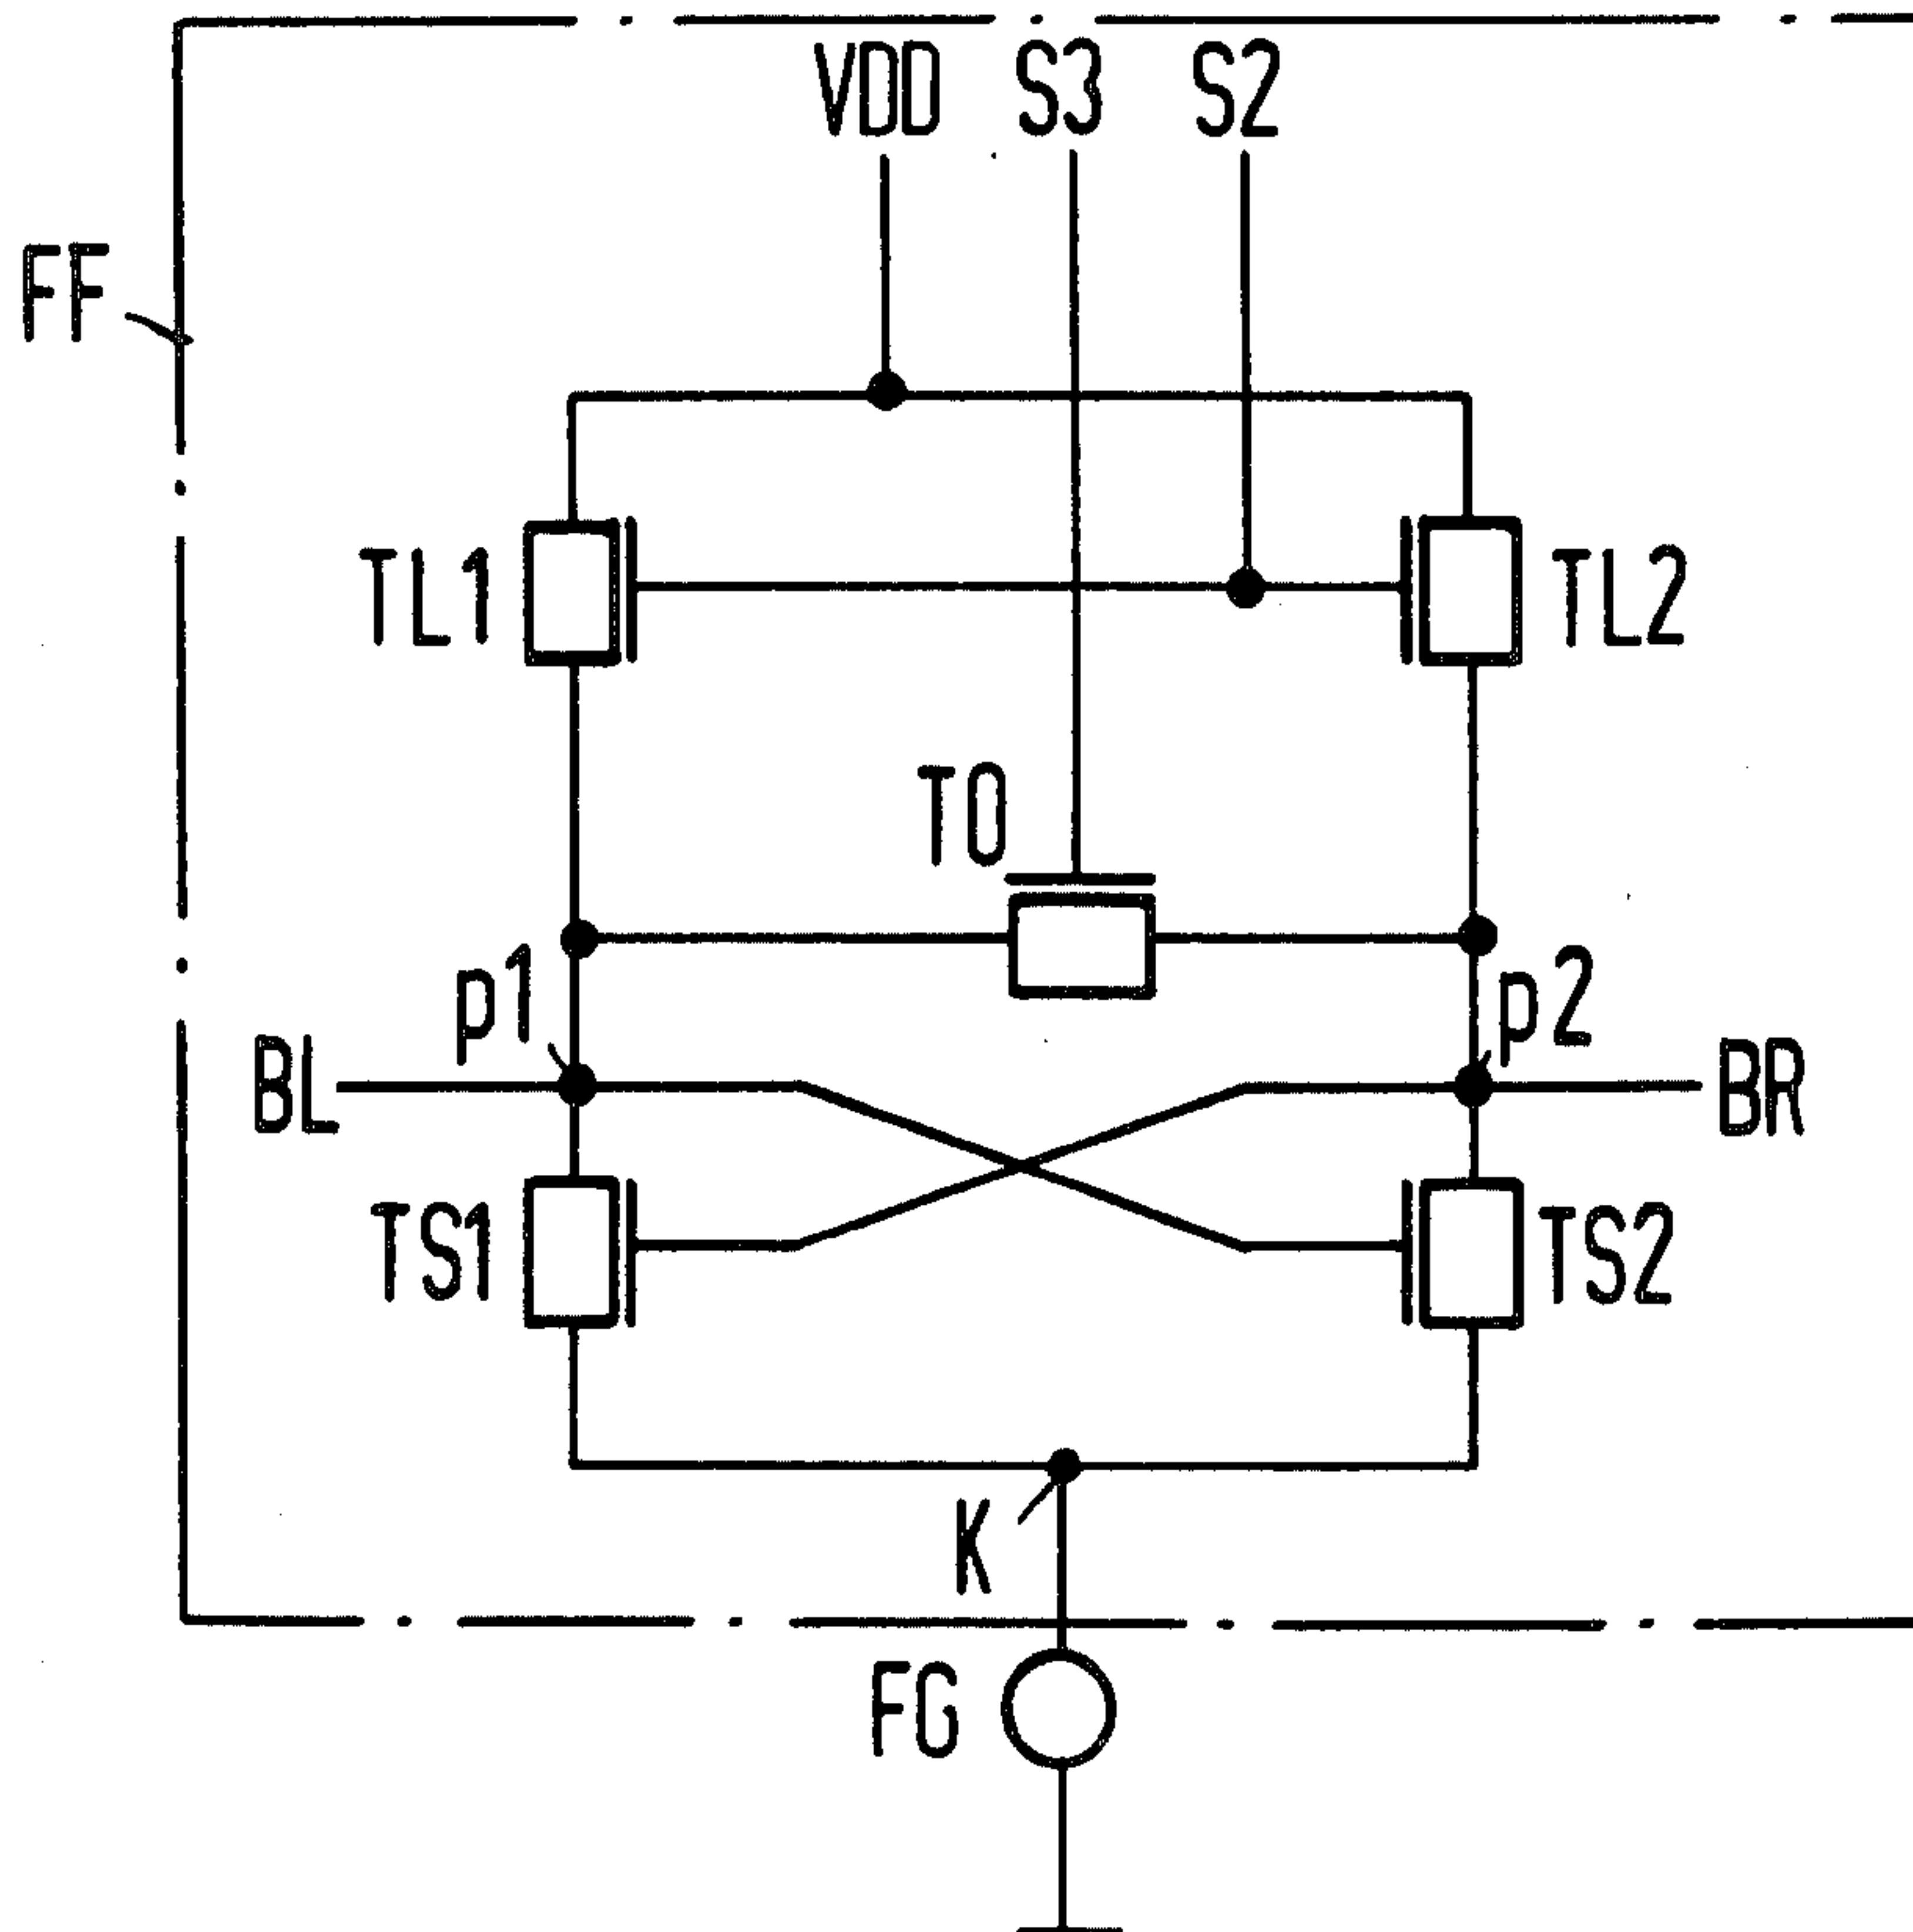 VDD S3 S2
FF
TL1 TL2
T0
p1 p2
BL BR
TS1 TS2
K
FG